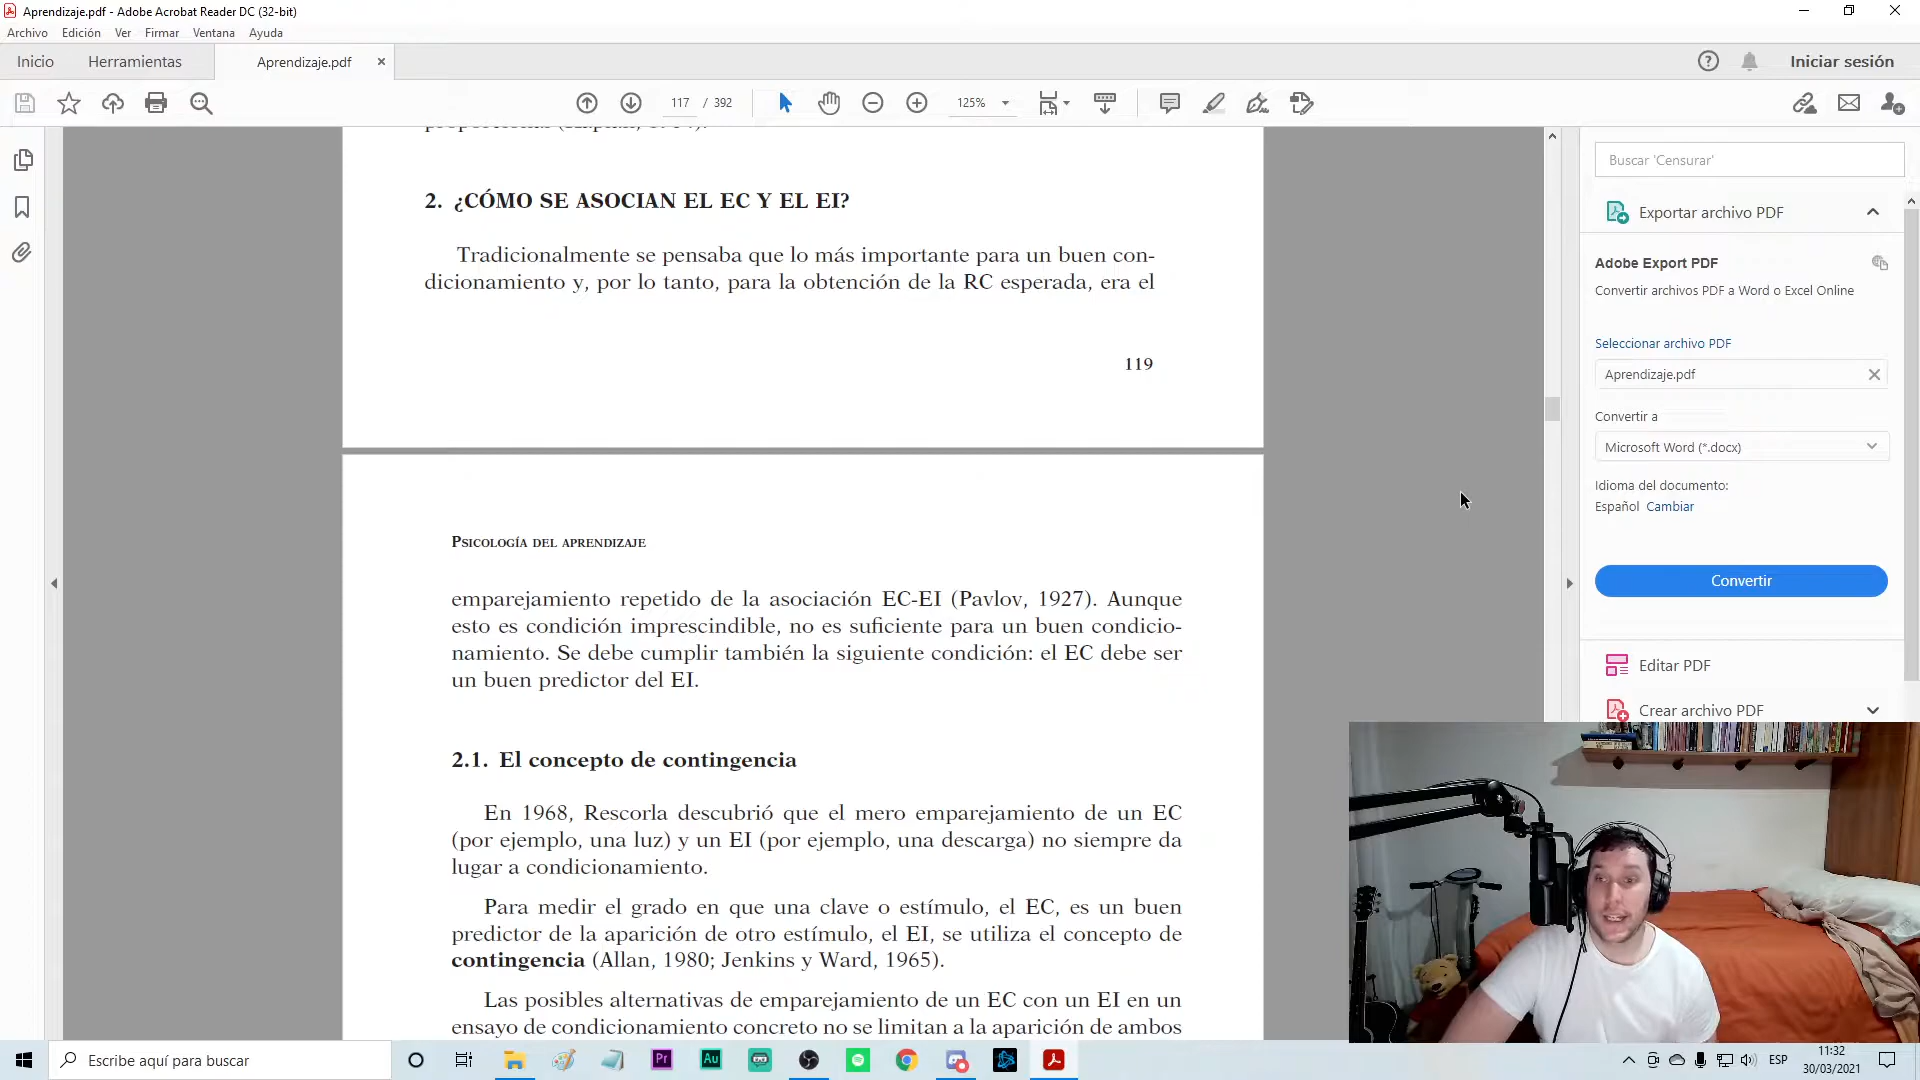 Aprendizaje.pdf - Adobe Acrobat Reader DC (32-bit)
Archivo Edición Ver Firmar Ventana Ayuda
Inicio Herramientas Aprendizaje.pdf Iniciar sesión
117 / 392 125%
2. ¿CÓMO SE ASOCIAN EL EC Y EL EI?
Tradicionalmente se pensaba que lo más importante para un buen con-
dicionamiento y, por lo tanto, para la obtención de la RC esperada, era el
119
PSICOLOGÍA DEL APRENDIZAJE
emparejamiento repetido de la asociación EC-EI (Pavlov, 1927). Aunque
esto es condición imprescindible, no es suficiente para un buen condicio-
namiento. Se debe cumplir también la siguiente condición: el EC debe ser
un buen predictor del EI.
2.1. El concepto de contingencia
En 1968, Rescorla descubrió que el mero emparejamiento de un EC
(por ejemplo, una luz) y un EI (por ejemplo, una descarga) no siempre da
lugar a condicionamiento.
Para medir el grado en que una clave o estímulo, el EC, es un buen
predictor de la aparición de otro estímulo, el EI, se utiliza el concepto de
contingencia (Allan, 1980; Jenkins y Ward, 1965).
Las posibles alternativas de emparejamiento de un EC con un EI en un
ensayo de condicionamiento concreto no se limitan a la aparición de ambos
Buscar 'Censurar'
Exportar archivo PDF
Adobe Export PDF
Convertir archivos PDF a Word o Excel Online
Seleccionar archivo PDF
Aprendizaje.pdf
Convertir a
Microsoft Word (*.docx)
Idioma del documento:
Español Cambiar
Convertir
Editar PDF
Crear archivo PDF
Escribe aquí para buscar
Pr
Au
ESP
11:32
30/03/2021